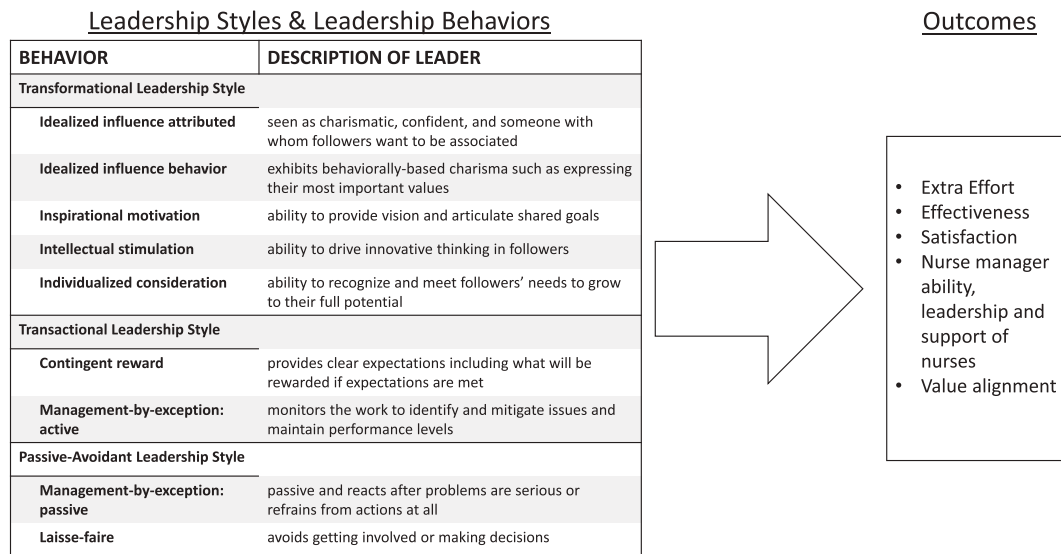 Leadership Styles & Leadership Behaviors
Outcomes
BEHAVIOR DESCRIPTION OF LEADER
Transformational Leadership Style
Idealized influence attributed seen as charismatic, confident, and someone with
whom followers want to be associated
Idealized influence behavior exhibits behaviorally-based charisma such as expressing
their most important values
Inspirational motivation ability to provide vision and articulate shared goals
Intellectual stimulation ability to drive innovative thinking in followers
Individualized consideration ability to recognize and meet followers’ needs to grow
to their full potential
Transactional Leadership Style
Contingent reward provides clear expectations including what will be
rewarded if expectations are met
Management-by-exception: monitors the work to identify and mitigate issues and
active maintain performance levels
Passive-Avoidant Leadership Style
Management-by-exception: passive and reacts after problems are serious or
passive refrains from actions at all
Laisse-faire avoids getting involved or making decisions
• Extra Effort
• Effectiveness
• Satisfaction
• Nurse manager
ability,
leadership and
support of
nurses
• Value alignment